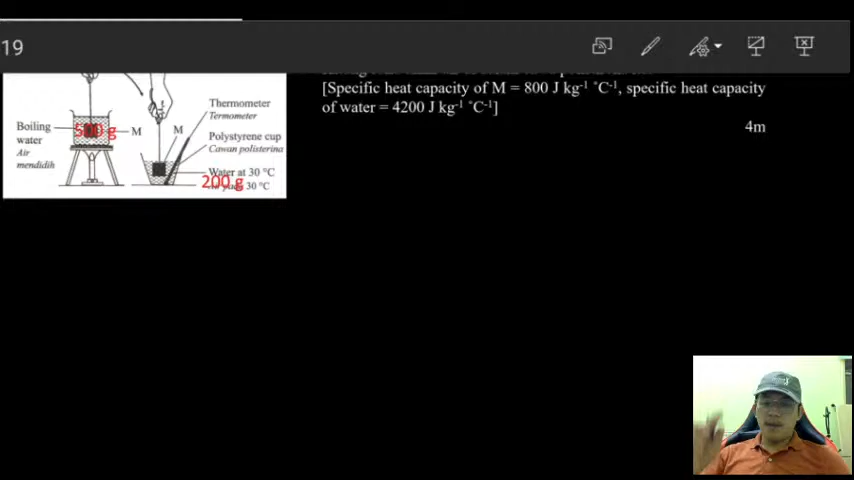 19
[Specific heat capacity of M = 800 J kg⁻¹ ˚C⁻¹, specific heat capacity
of water = 4200 J kg⁻¹ ˚C⁻¹]
4m
Thermometer
Termometer
Boiling
water
Air
mendidih
500 g
M
M
Polystyrene cup
Cawan polisterina
Water at 30 °C
200 g
30 °C